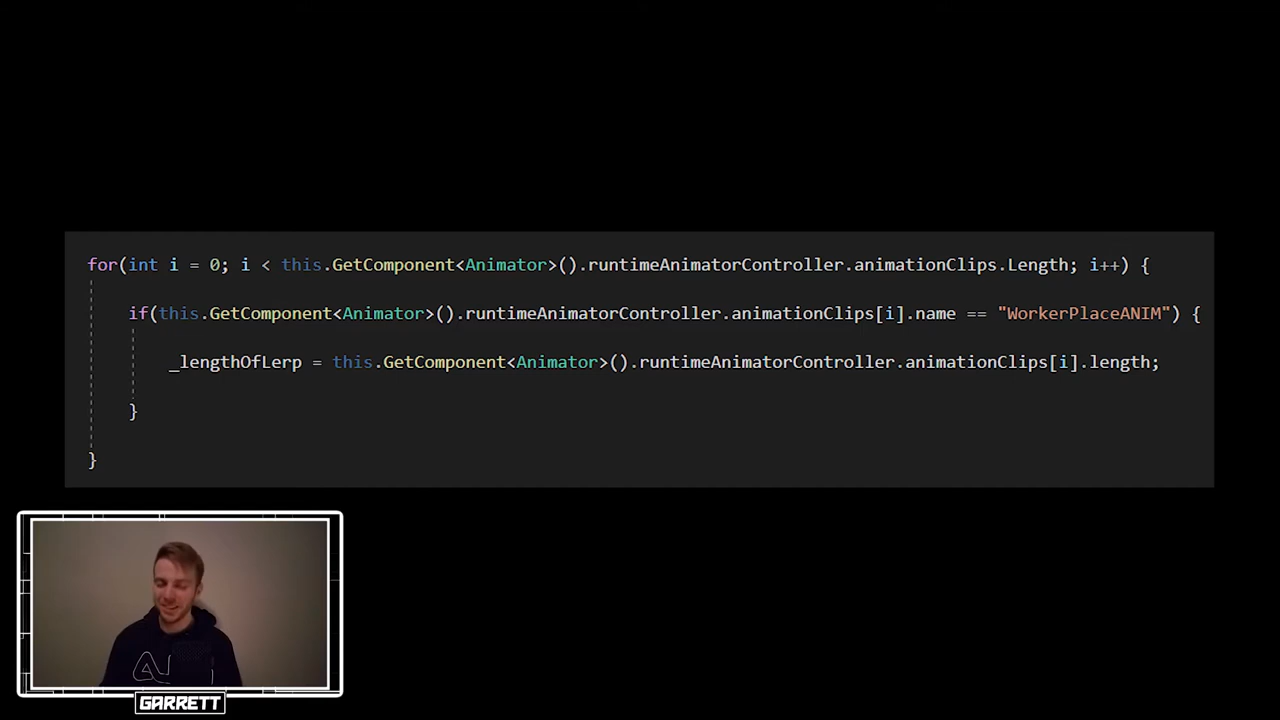 for(int i = 0; i < this.GetComponent<Animator>().runtimeAnimatorController.animationClips.Length; i++) {
if(this.GetComponent<Animator>().runtimeAnimatorController.animationClips[i].name == "WorkerPlaceANIM") {
_lengthOfLerp = this.GetComponent<Animator>().runtimeAnimatorController.animationClips[i].length;
}
}
GARRETT